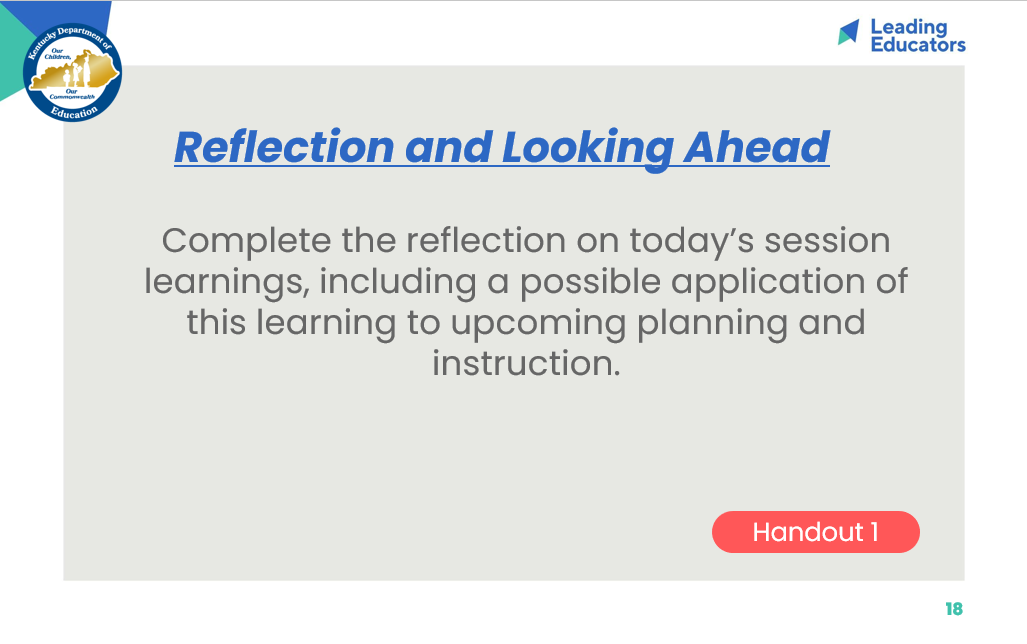 Kentucky Department of
Education
Our
Children,
Our
Commonwealth
Leading
Educators
Reflection and Looking Ahead
Complete the reflection on today’s session
learnings, including a possible application of
this learning to upcoming planning and
instruction.
Handout 1
18